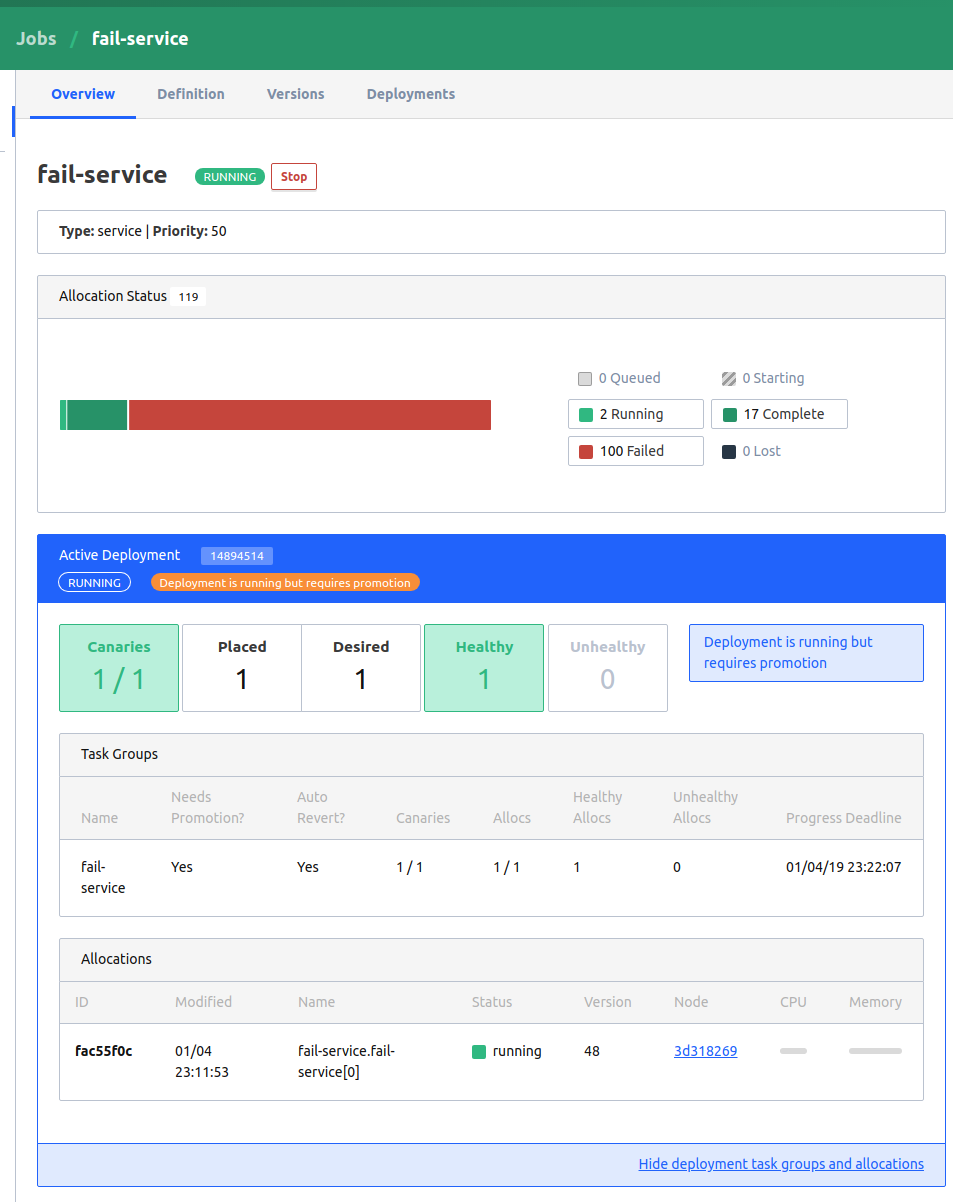 Jobs / fail-service
Overview Definition Versions Deployments
fail-service RUNNING Stop
Type: service | Priority: 50
Allocation Status 119
0 Queued 0 Starting
2 Running 17 Complete
100 Failed 0 Lost
Active Deployment 14894514
RUNNING Deployment is running but requires promotion
Canaries Placed Desired Healthy Unhealthy
1 / 1 1 1 1 0
Deployment is running but
requires promotion
Task Groups
Needs Auto Healthy Unhealthy
Name Promotion? Revert? Canaries Allocs Allocs Allocs Progress Deadline
fail- Yes Yes 1 / 1 1 / 1 1 0 01/04/19 23:22:07
service
Allocations
ID Modified Name Status Version Node CPU Memory
fac55f0c 01/04 fail-service.fail- running 48 3d318269
23:11:53 service[0]
Hide deployment task groups and allocations